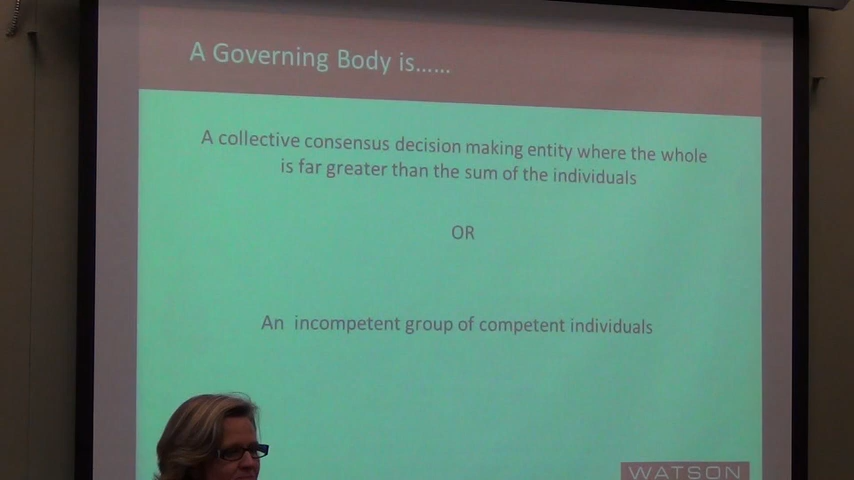 A Governing Body is......
A collective consensus decision making entity where the whole
is far greater than the sum of the individuals
OR
An incompetent group of competent individuals
WATSON